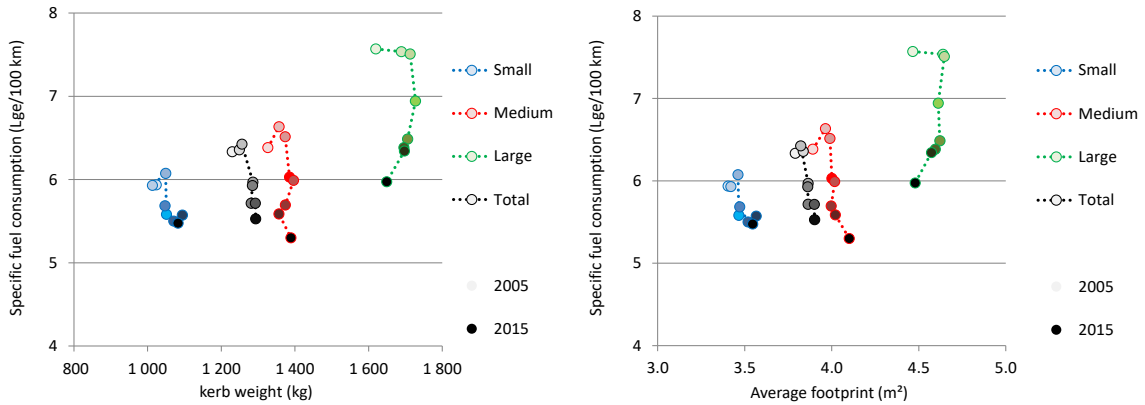 Specific fuel consumption (Lge/100 km)
8
7
6
5
4
800
1 000
1 200
1 400
1 600
1 800
kerb weight (kg)
Small
Medium
Large
Total
2005
2015
Specific fuel consumption (Lge/100 km)
8
7
6
5
4
3.0
3.5
4.0
4.5
5.0
Average footprint (m²)
Small
Medium
Large
Total
2005
2015